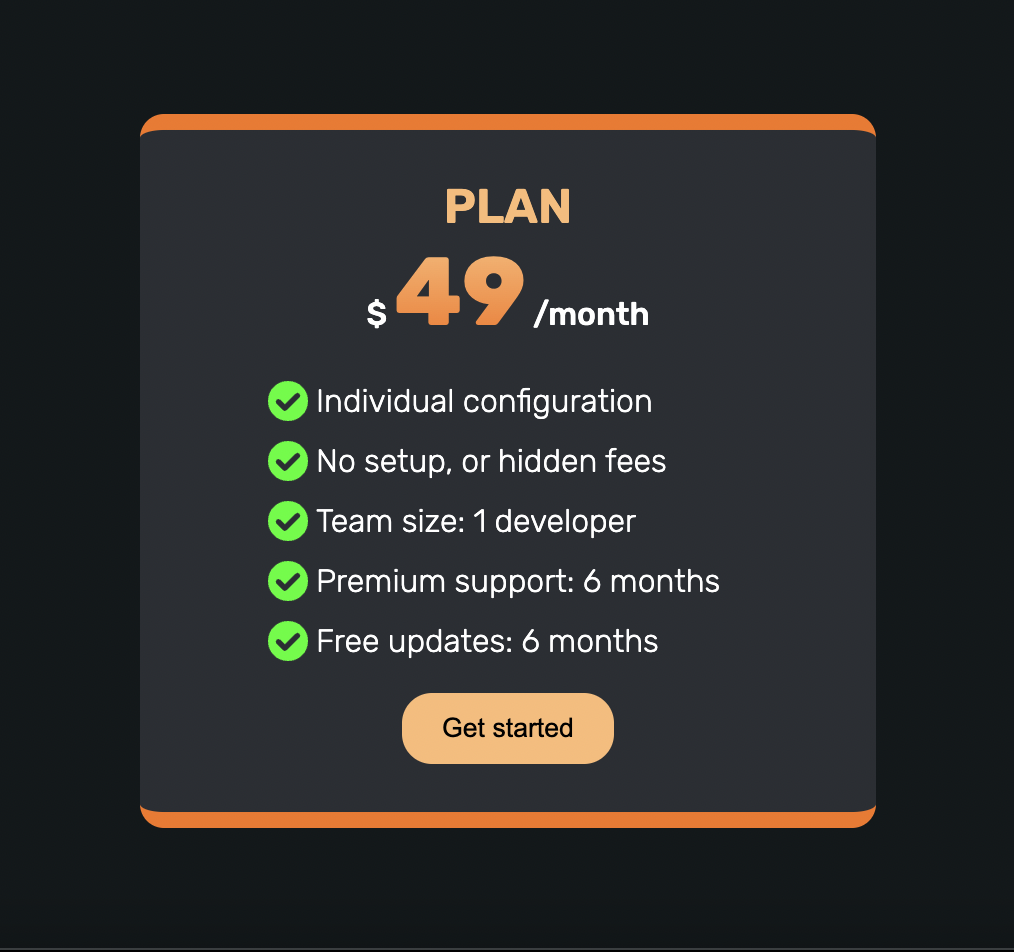 PLAN
$ 49 /month
Individual configuration
No setup, or hidden fees
Team size: 1 developer
Premium support: 6 months
Free updates: 6 months
Get started